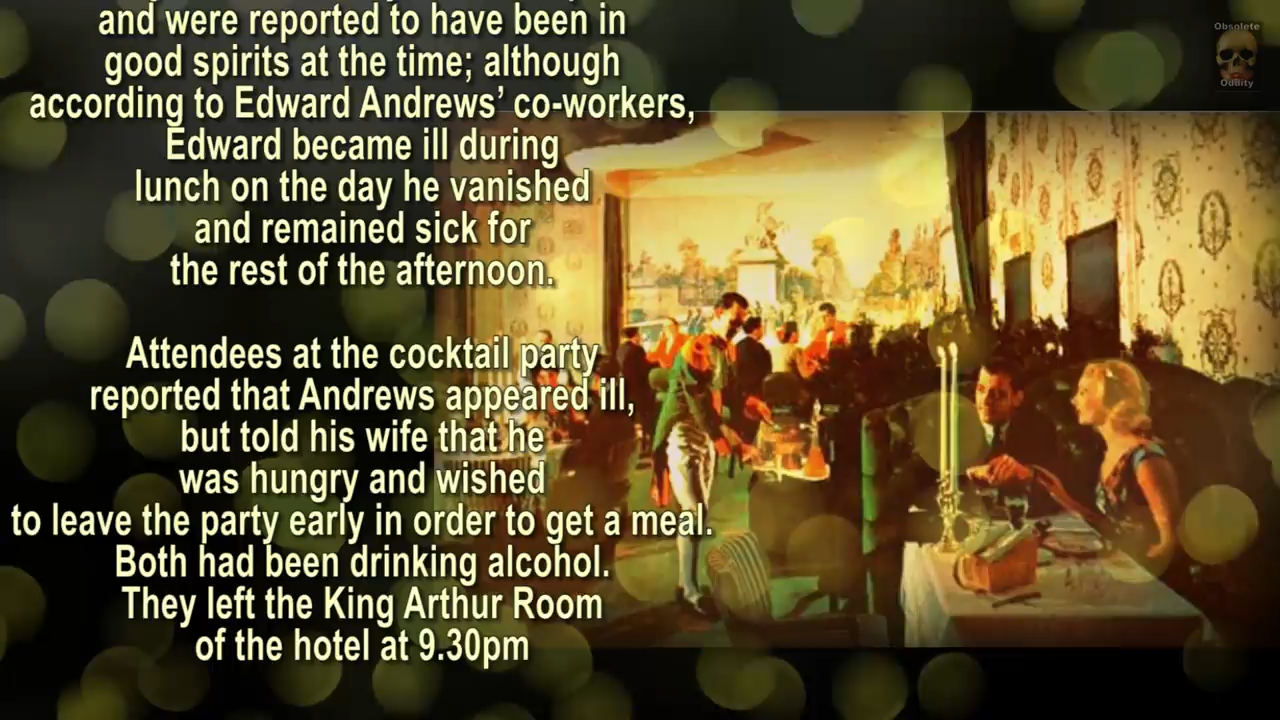 and were reported to have been in
good spirits at the time; although
according to Edward Andrews’ co-workers,
Edward became ill during
lunch on the day he vanished
and remained sick for
the rest of the afternoon.
Attendees at the cocktail party
reported that Andrews appeared ill,
but told his wife that he
was hungry and wished
to leave the party early in order to get a meal.
Both had been drinking alcohol.
They left the King Arthur Room
of the hotel at 9.30pm
Obsolete
Oddity